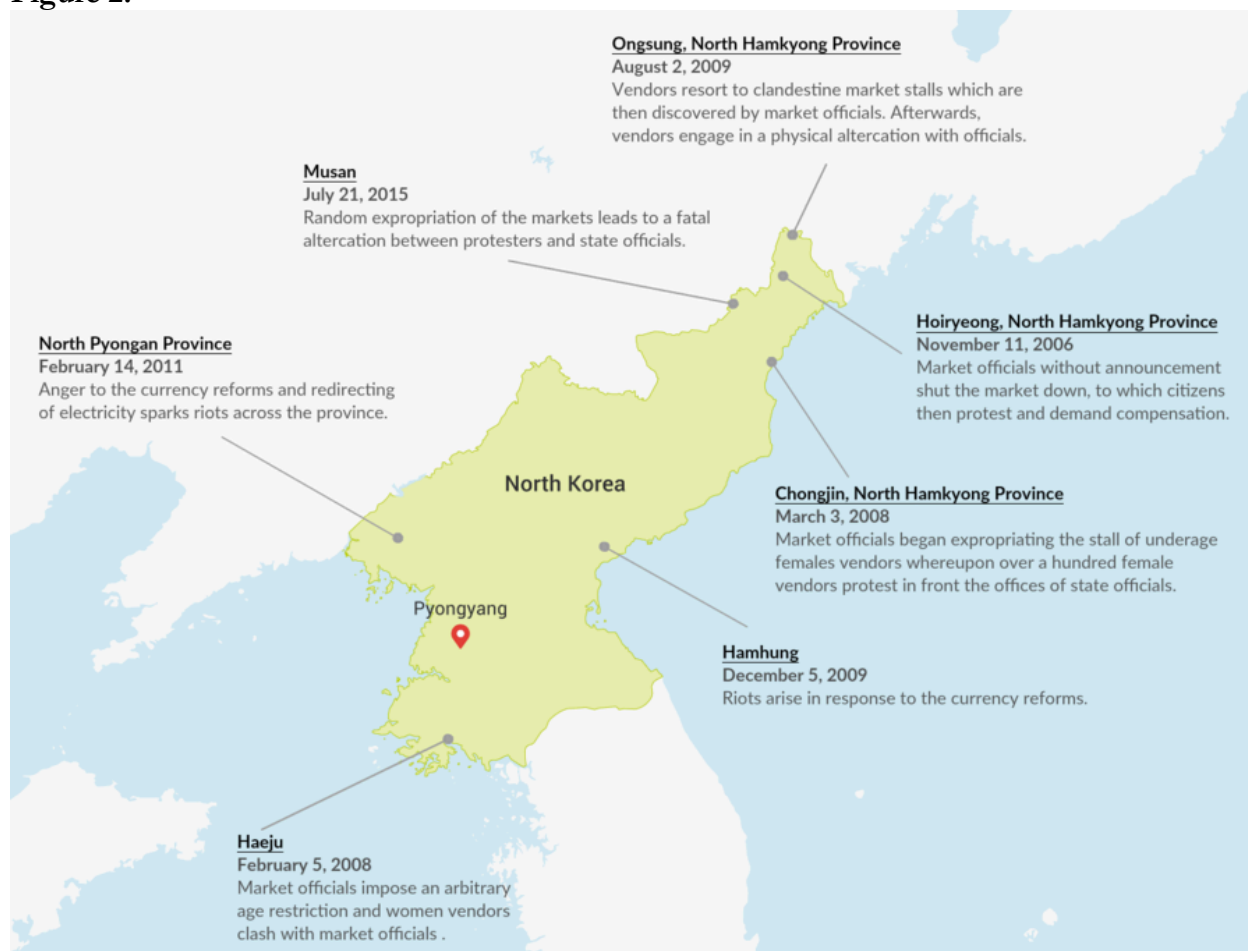 Figure 2.
Ongsung, North Hamkyong Province
August 2, 2009
Vendors resort to clandestine market stalls which are
then discovered by market officials. Afterwards,
vendors engage in a physical altercation with officials.
Musan
July 21, 2015
Random expropriation of the markets leads to a fatal
altercation between protesters and state officials.
Hoiryeong, North Hamkyong Province
November 11, 2006
Market officials without announcement
shut the market down, to which citizens
then protest and demand compensation.
North Pyongan Province
February 14, 2011
Anger to the currency reforms and redirecting
of electricity sparks riots across the province.
North Korea
Chongjin, North Hamkyong Province
March 3, 2008
Market officials began expropriating the stall of underage
females vendors whereupon over a hundred female
vendors protest in front the offices of state officials.
Pyongyang
Hamhung
December 5, 2009
Riots arise in response to the currency reforms.
Haeju
February 5, 2008
Market officials impose an arbitrary
age restriction and women vendors
clash with market officials .